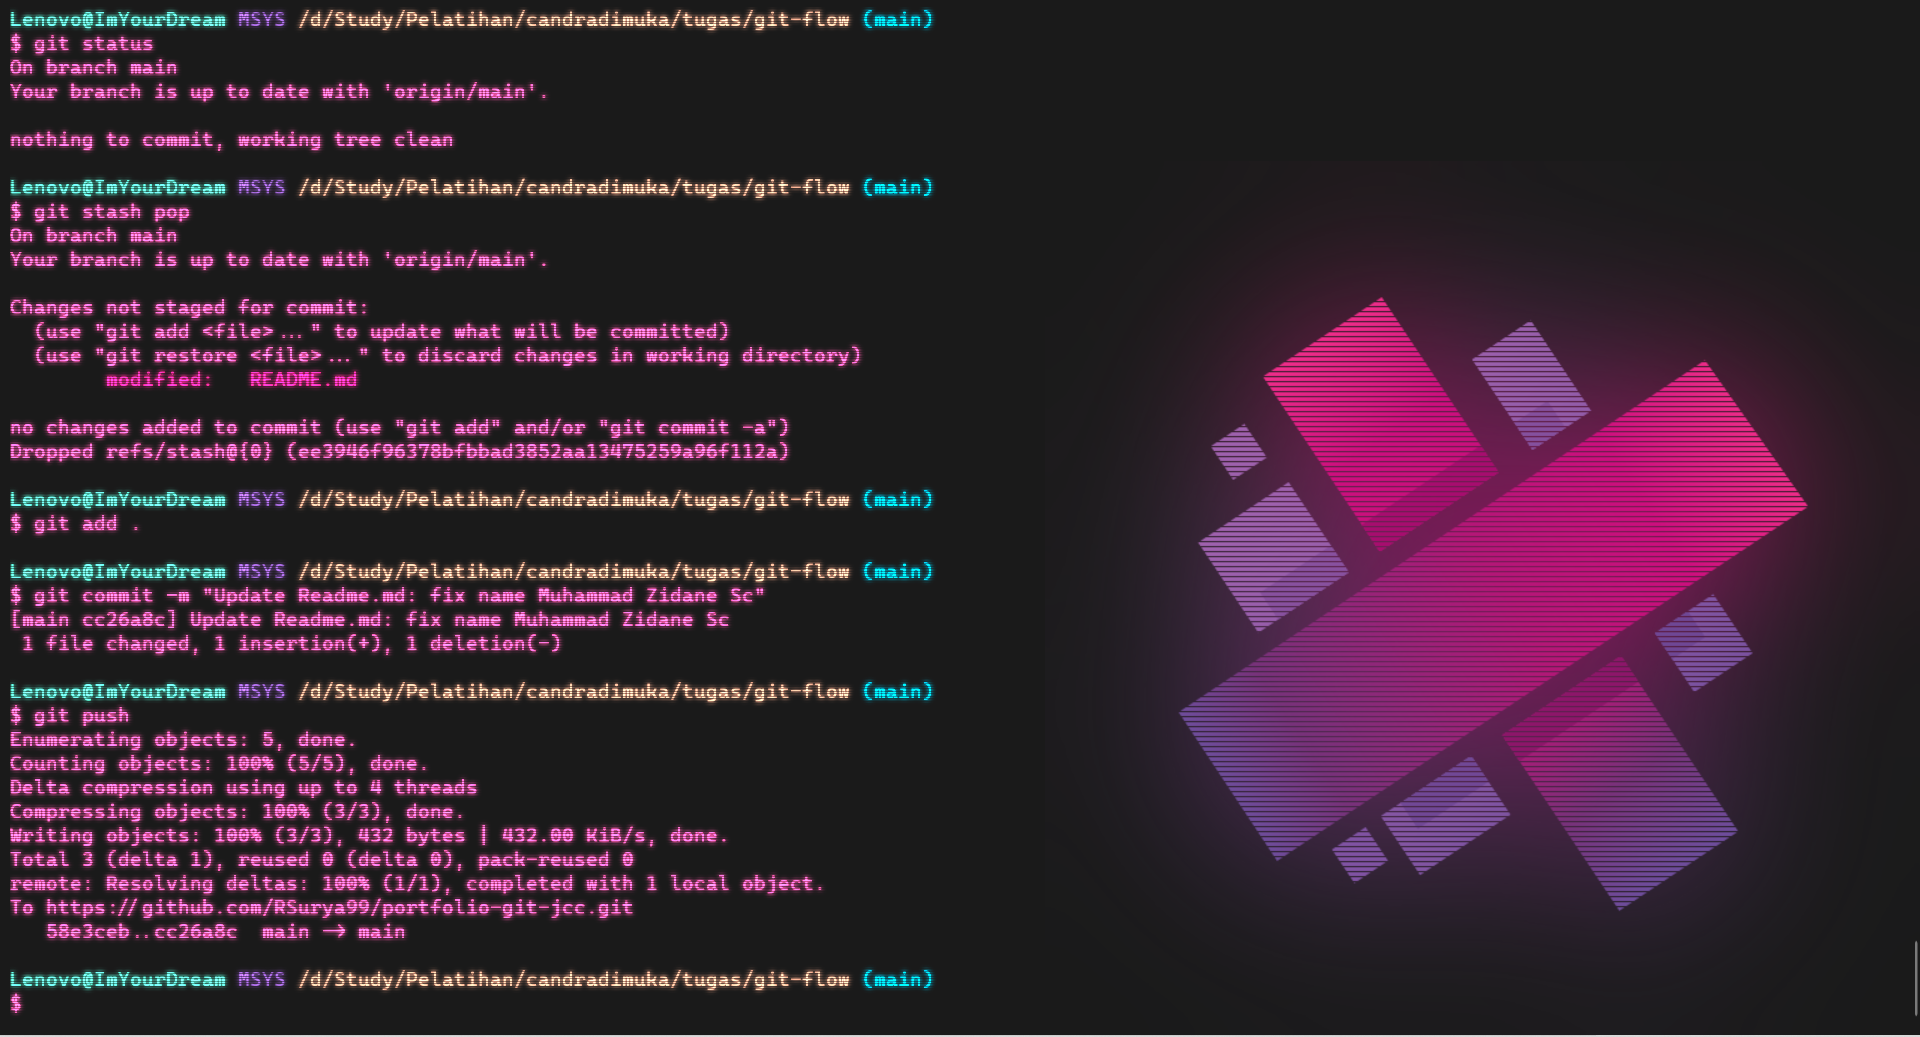 Lenovo@ImYourDream MSYS /d/Study/Pelatihan/candradimuka/tugas/git-flow (main)
$ git status
On branch main
Your branch is up to date with 'origin/main'.
nothing to commit, working tree clean
Lenovo@ImYourDream MSYS /d/Study/Pelatihan/candradimuka/tugas/git-flow (main)
$ git stash pop
On branch main
Your branch is up to date with 'origin/main'.
Changes not staged for commit:
  (use "git add <file>..." to update what will be committed)
  (use "git restore <file>..." to discard changes in working directory)
        modified:   README.md
no changes added to commit (use "git add" and/or "git commit -a")
Dropped refs/stash@{0} (ee3946f96378bfbbad3852aa13475259a96f112a)
Lenovo@ImYourDream MSYS /d/Study/Pelatihan/candradimuka/tugas/git-flow (main)
$ git add .
Lenovo@ImYourDream MSYS /d/Study/Pelatihan/candradimuka/tugas/git-flow (main)
$ git commit -m "Update Readme.md: fix name Muhammad Zidane Sc"
[main cc26a8c] Update Readme.md: fix name Muhammad Zidane Sc
 1 file changed, 1 insertion(+), 1 deletion(-)
Lenovo@ImYourDream MSYS /d/Study/Pelatihan/candradimuka/tugas/git-flow (main)
$ git push
Enumerating objects: 5, done.
Counting objects: 100% (5/5), done.
Delta compression using up to 4 threads
Compressing objects: 100% (3/3), done.
Writing objects: 100% (3/3), 432 bytes | 432.00 KiB/s, done.
Total 3 (delta 1), reused 0 (delta 0), pack-reused 0
remote: Resolving deltas: 100% (1/1), completed with 1 local object.
To https://github.com/RSurya99/portfolio-git-jcc.git
   58e3ceb..cc26a8c  main -> main
Lenovo@ImYourDream MSYS /d/Study/Pelatihan/candradimuka/tugas/git-flow (main)
$